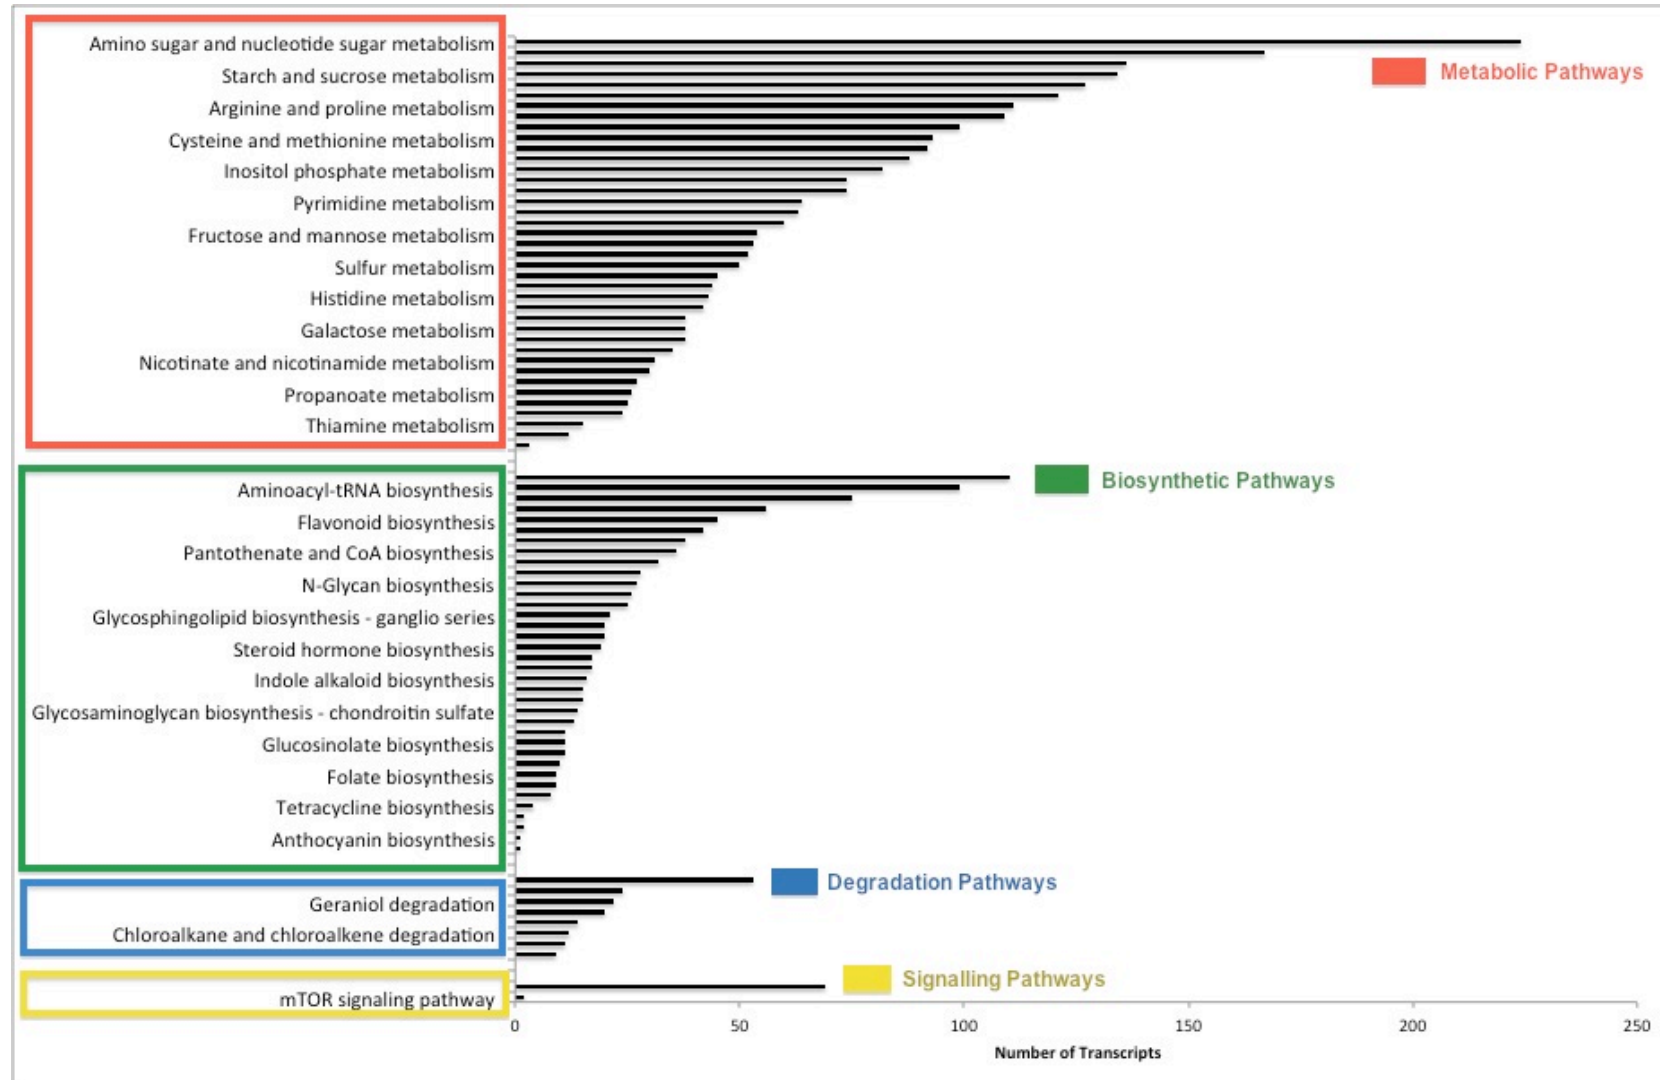 Amino sugar and nucleotide sugar metabolism
Starch and sucrose metabolism
Arginine and proline metabolism
Cysteine and methionine metabolism
Inositol phosphate metabolism
Pyrimidine metabolism
Fructose and mannose metabolism
Sulfur metabolism
Histidine metabolism
Galactose metabolism
Nicotinate and nicotinamide metabolism
Propanoate metabolism
Thiamine metabolism
Metabolic Pathways
Aminoacyl-tRNA biosynthesis
Flavonoid biosynthesis
Pantothenate and CoA biosynthesis
N-Glycan biosynthesis
Glycosphingolipid biosynthesis - ganglio series
Steroid hormone biosynthesis
Indole alkaloid biosynthesis
Glycosaminoglycan biosynthesis - chondroitin sulfate
Glucosinolate biosynthesis
Folate biosynthesis
Tetracycline biosynthesis
Anthocyanin biosynthesis
Biosynthetic Pathways
Geraniol degradation
Chloroalkane and chloroalkene degradation
Degradation Pathways
mTOR signaling pathway
Signalling Pathways
0 50 100 150 200 250
Number of Transcripts